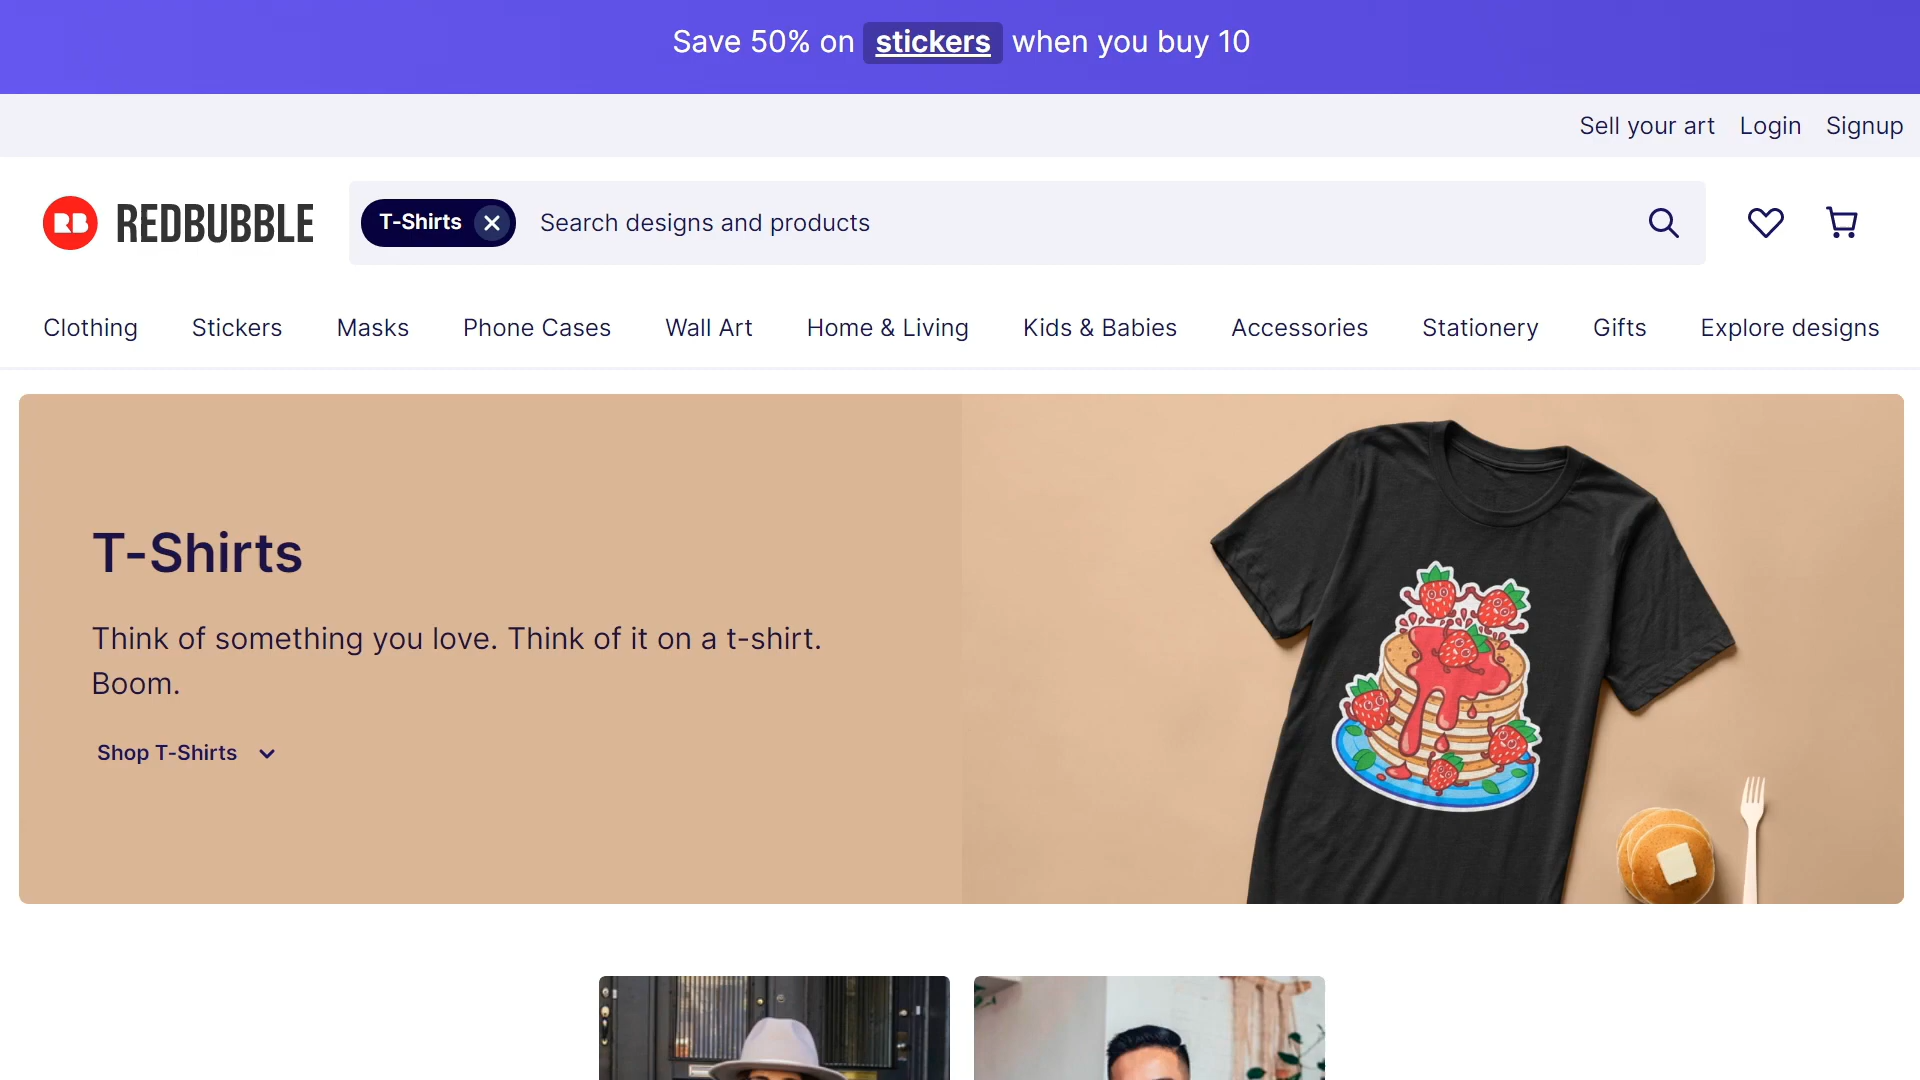 Save 50% on stickers when you buy 10
Sell your art Login Signup
RB REDBUBBLE T-Shirts Search designs and products
Clothing Stickers Masks Phone Cases Wall Art Home & Living Kids & Babies Accessories Stationery Gifts Explore designs
T-Shirts
Think of something you love. Think of it on a t-shirt.
Boom.
Shop T-Shirts